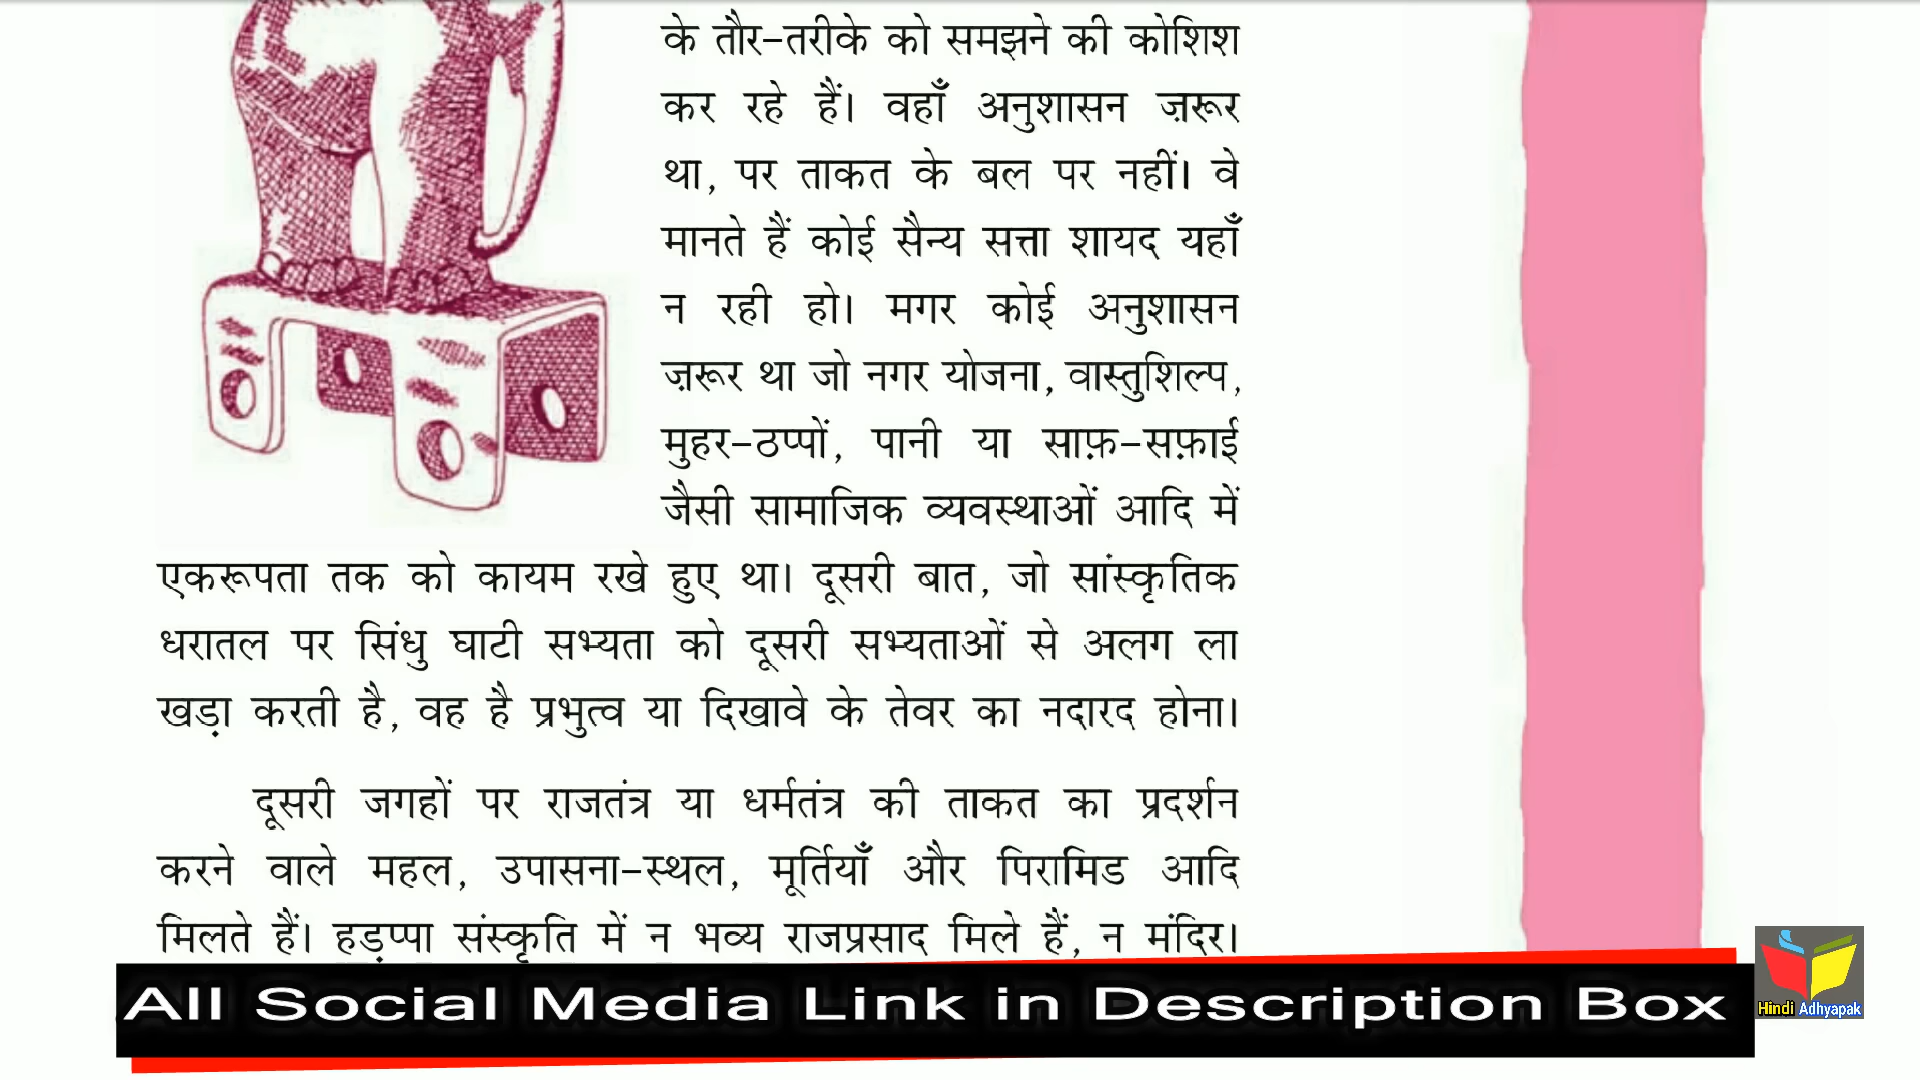 के तौर-तरीके को समझने की कोशिश
कर रहे हैं। वहाँ अनुशासन ज़रूर
था, पर ताकत के बल पर नहीं। वे
मानते हैं कोई सैन्य सत्ता शायद यहाँ
न रही हो। मगर कोई अनुशासन
ज़रूर था जो नगर योजना, वास्तुशिल्प,
मुहर-ठप्पों, पानी या साफ़-सफ़ाई
जैसी सामाजिक व्यवस्थाओं आदि में
एकरूपता तक को कायम रखे हुए था। दूसरी बात, जो सांस्कृतिक
धरातल पर सिंधु घाटी सभ्यता को दूसरी सभ्यताओं से अलग ला
खड़ा करती है, वह है प्रभुत्व या दिखावे के तेवर का नदारद होना।
दूसरी जगहों पर राजतंत्र या धर्मतंत्र की ताकत का प्रदर्शन
करने वाले महल, उपासना-स्थल, मूर्तियाँ और पिरामिड आदि
मिलते हैं। हड़प्पा संस्कृति में न भव्य राजप्रसाद मिले हैं, न मंदिर।
All Social Media Link in Description Box
Hindi Adhyapak